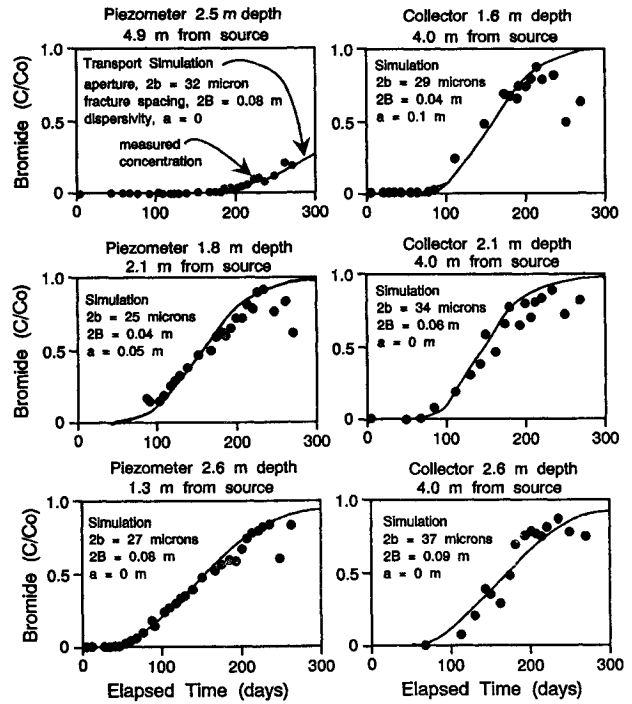 Piezometer 2.5 m depth
4.9 m from source
Bromide (C/Co)
1.0
0.5
0
Transport Simulation
aperture, 2b = 32 micron
fracture spacing, 2B = 0.08 m
dispersivity, a = 0
measured
concentration
0
100
200
300
Collector 1.6 m depth
4.0 m from source
1.0
0.5
0
Simulation
2b = 29 microns
2B = 0.04 m
a = 0.1 m
0
100
200
300
Piezometer 1.8 m depth
2.1 m from source
Bromide (C/Co)
1.0
0.5
0
Simulation
2b = 25 microns
2B = 0.04 m
a = 0.05 m
0
100
200
300
Collector 2.1 m depth
4.0 m from source
1.0
0.5
0
Simulation
2b = 34 microns
2B = 0.06 m
a = 0 m
0
100
200
300
Piezometer 2.6 m depth
1.3 m from source
Bromide (C/Co)
1.0
0.5
0
Simulation
2b = 27 microns
2B = 0.08 m
a = 0 m
0
100
200
300
Elapsed Time (days)
Collector 2.6 m depth
4.0 m from source
1.0
0.5
0
Simulation
2b = 37 microns
2B = 0.09 m
a = 0 m
0
100
200
300
Elapsed Time (days)